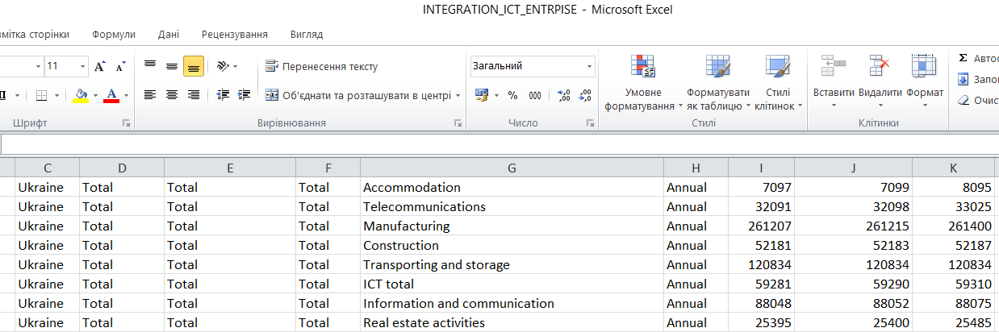 INTEGRATION_ICT_ENTRPISE - Microsoft Excel
змітка сторінки Формули Дані Рецензування Вигляд
11 А А Перенесення тексту Загальний Σ Автос
Об'єднати та розташувати в центрі % 000 ,00 ,00 Умовне форматування Форматувати як таблицю Стилі клітинок Вставити Видалити Формат Запо
А Очис
Шрифт Вирівнювання Число Стилі Клітинки
C D E F G H I J K
Ukraine Total Total Total Accommodation Annual 7097 7099 8095
Ukraine Total Total Total Telecommunications Annual 32091 32098 33025
Ukraine Total Total Total Manufacturing Annual 261207 261215 261400
Ukraine Total Total Total Construction Annual 52181 52183 52187
Ukraine Total Total Total Transporting and storage Annual 120834 120834 120834
Ukraine Total Total Total ICT total Annual 59281 59290 59310
Ukraine Total Total Total Information and communication Annual 88048 88052 88075
Ukraine Total Total Total Real estate activities Annual 25395 25400 25485